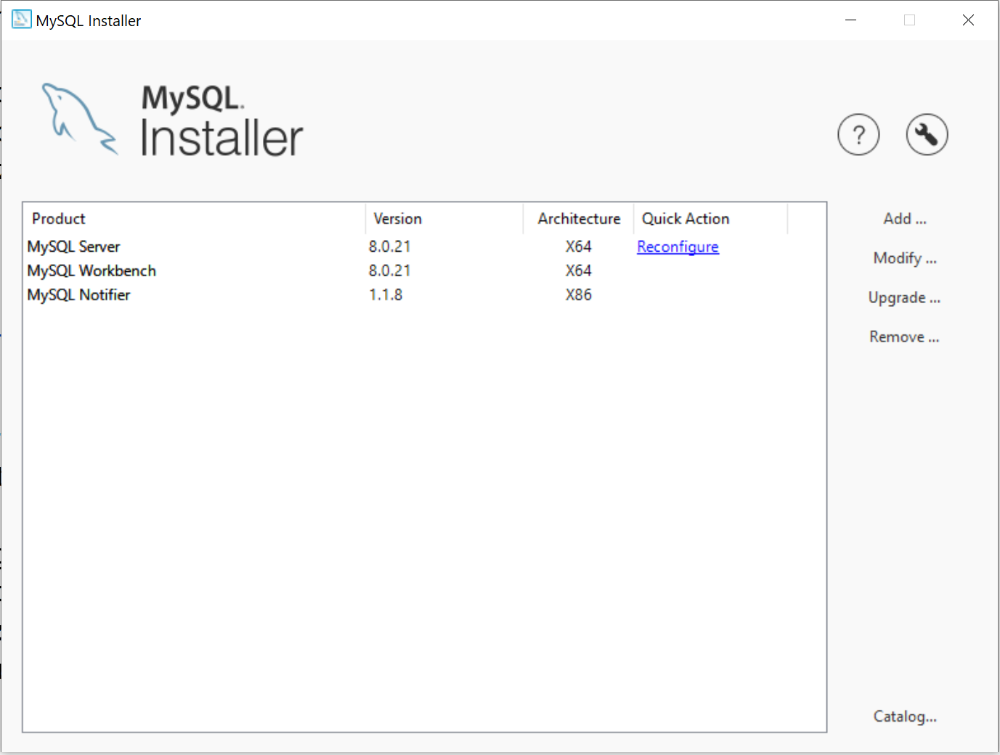 MySQL Installer
MySQL.
Installer
?
Product Version Architecture Quick Action
MySQL Server 8.0.21 X64 Reconfigure
MySQL Workbench 8.0.21 X64
MySQL Notifier 1.1.8 X86
Add ...
Modify ...
Upgrade ...
Remove ...
Catalog...